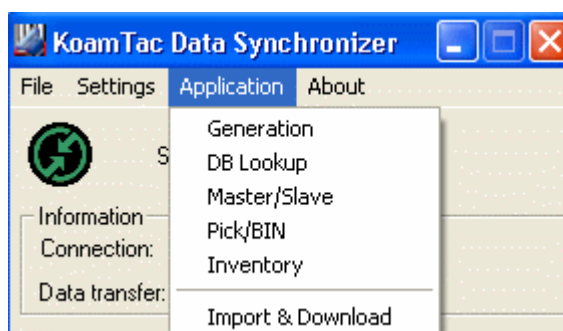 KoamTac Data Synchronizer
File Settings Application About
Generation
S
DB Lookup
Master/Slave
Information
Pick/BIN
Connection:
Inventory
Data transfer:
Import & Download